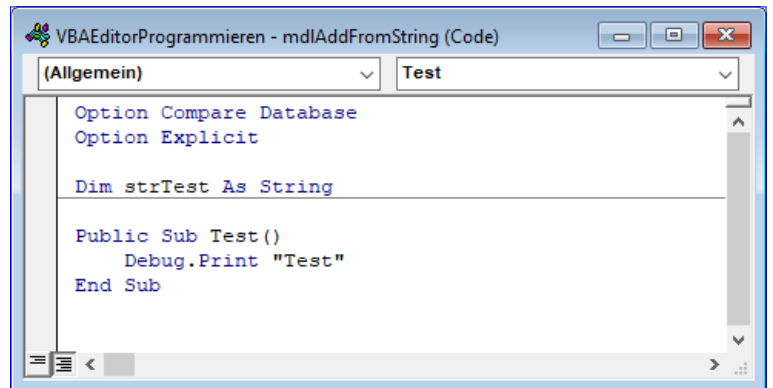 VBAEditorProgrammieren - mdlAddFromString (Code)
(Allgemein) Test
Option Compare Database
Option Explicit
Dim strTest As String
Public Sub Test()
    Debug.Print "Test"
End Sub